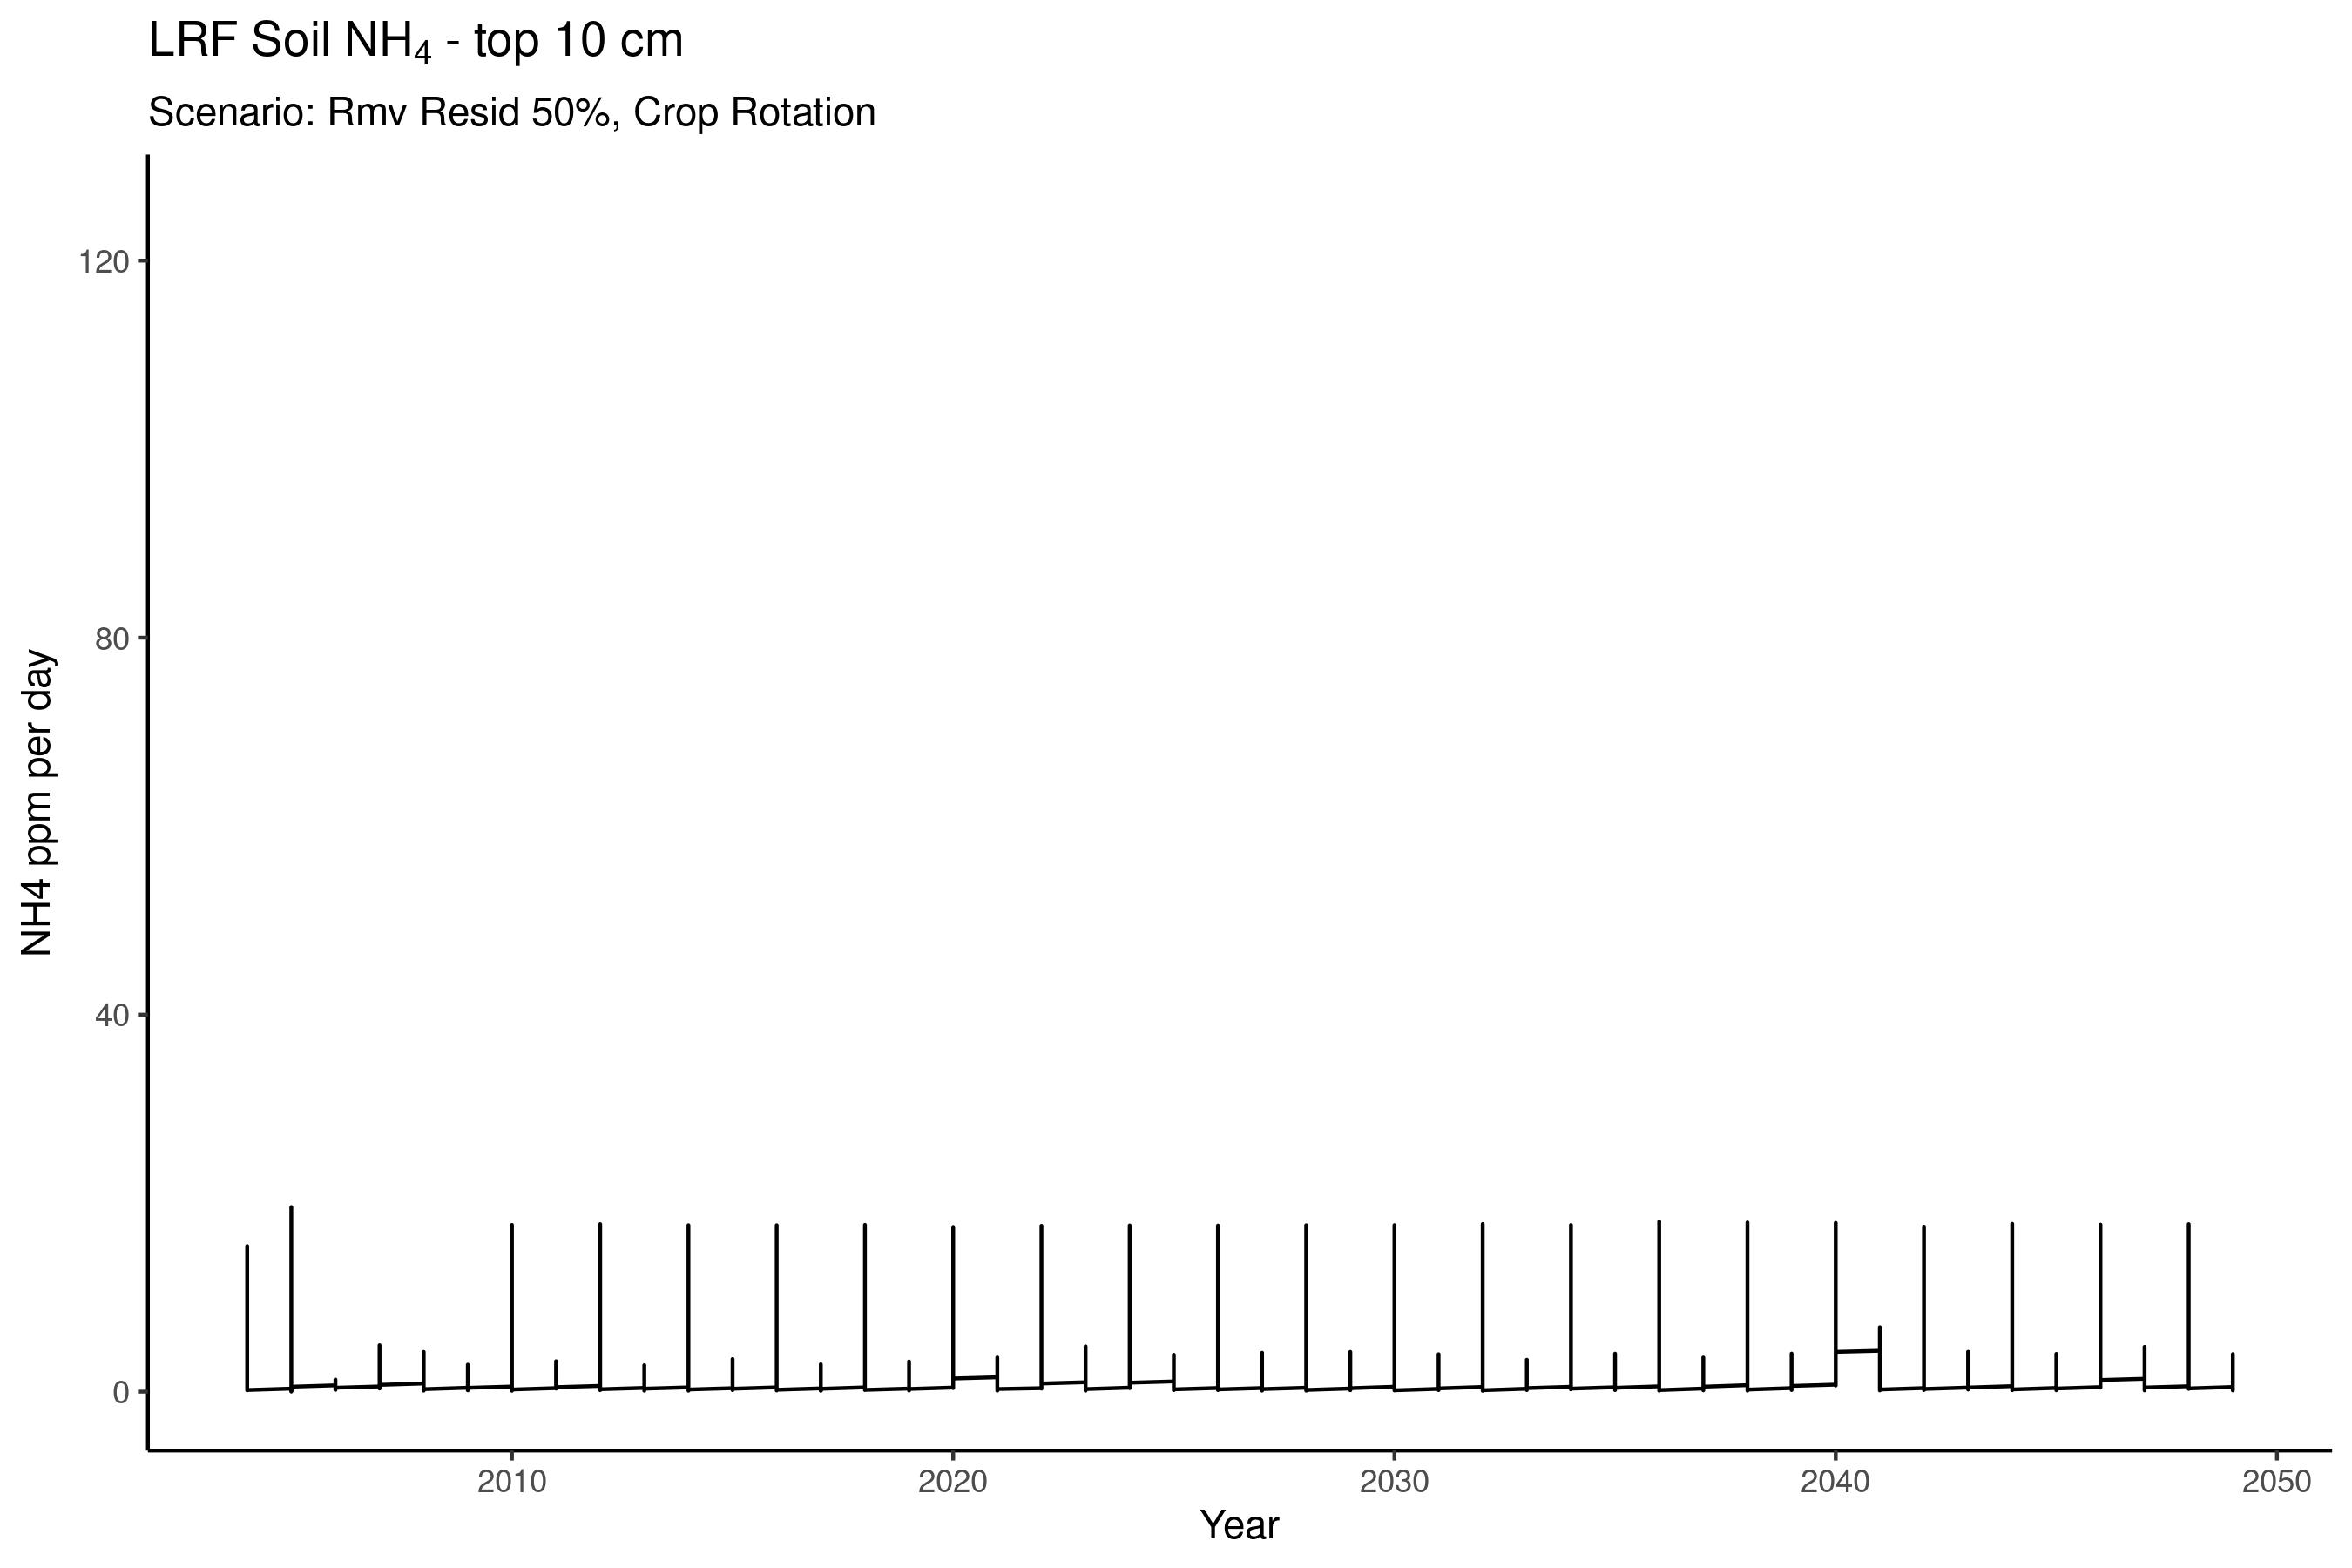 LRF Soil NH₄ - top 10 cm
Scenario: Rmv Resid 50%, Crop Rotation
120
80
40
0
NH4 ppm per day
2010 2020 2030 2040 2050
Year